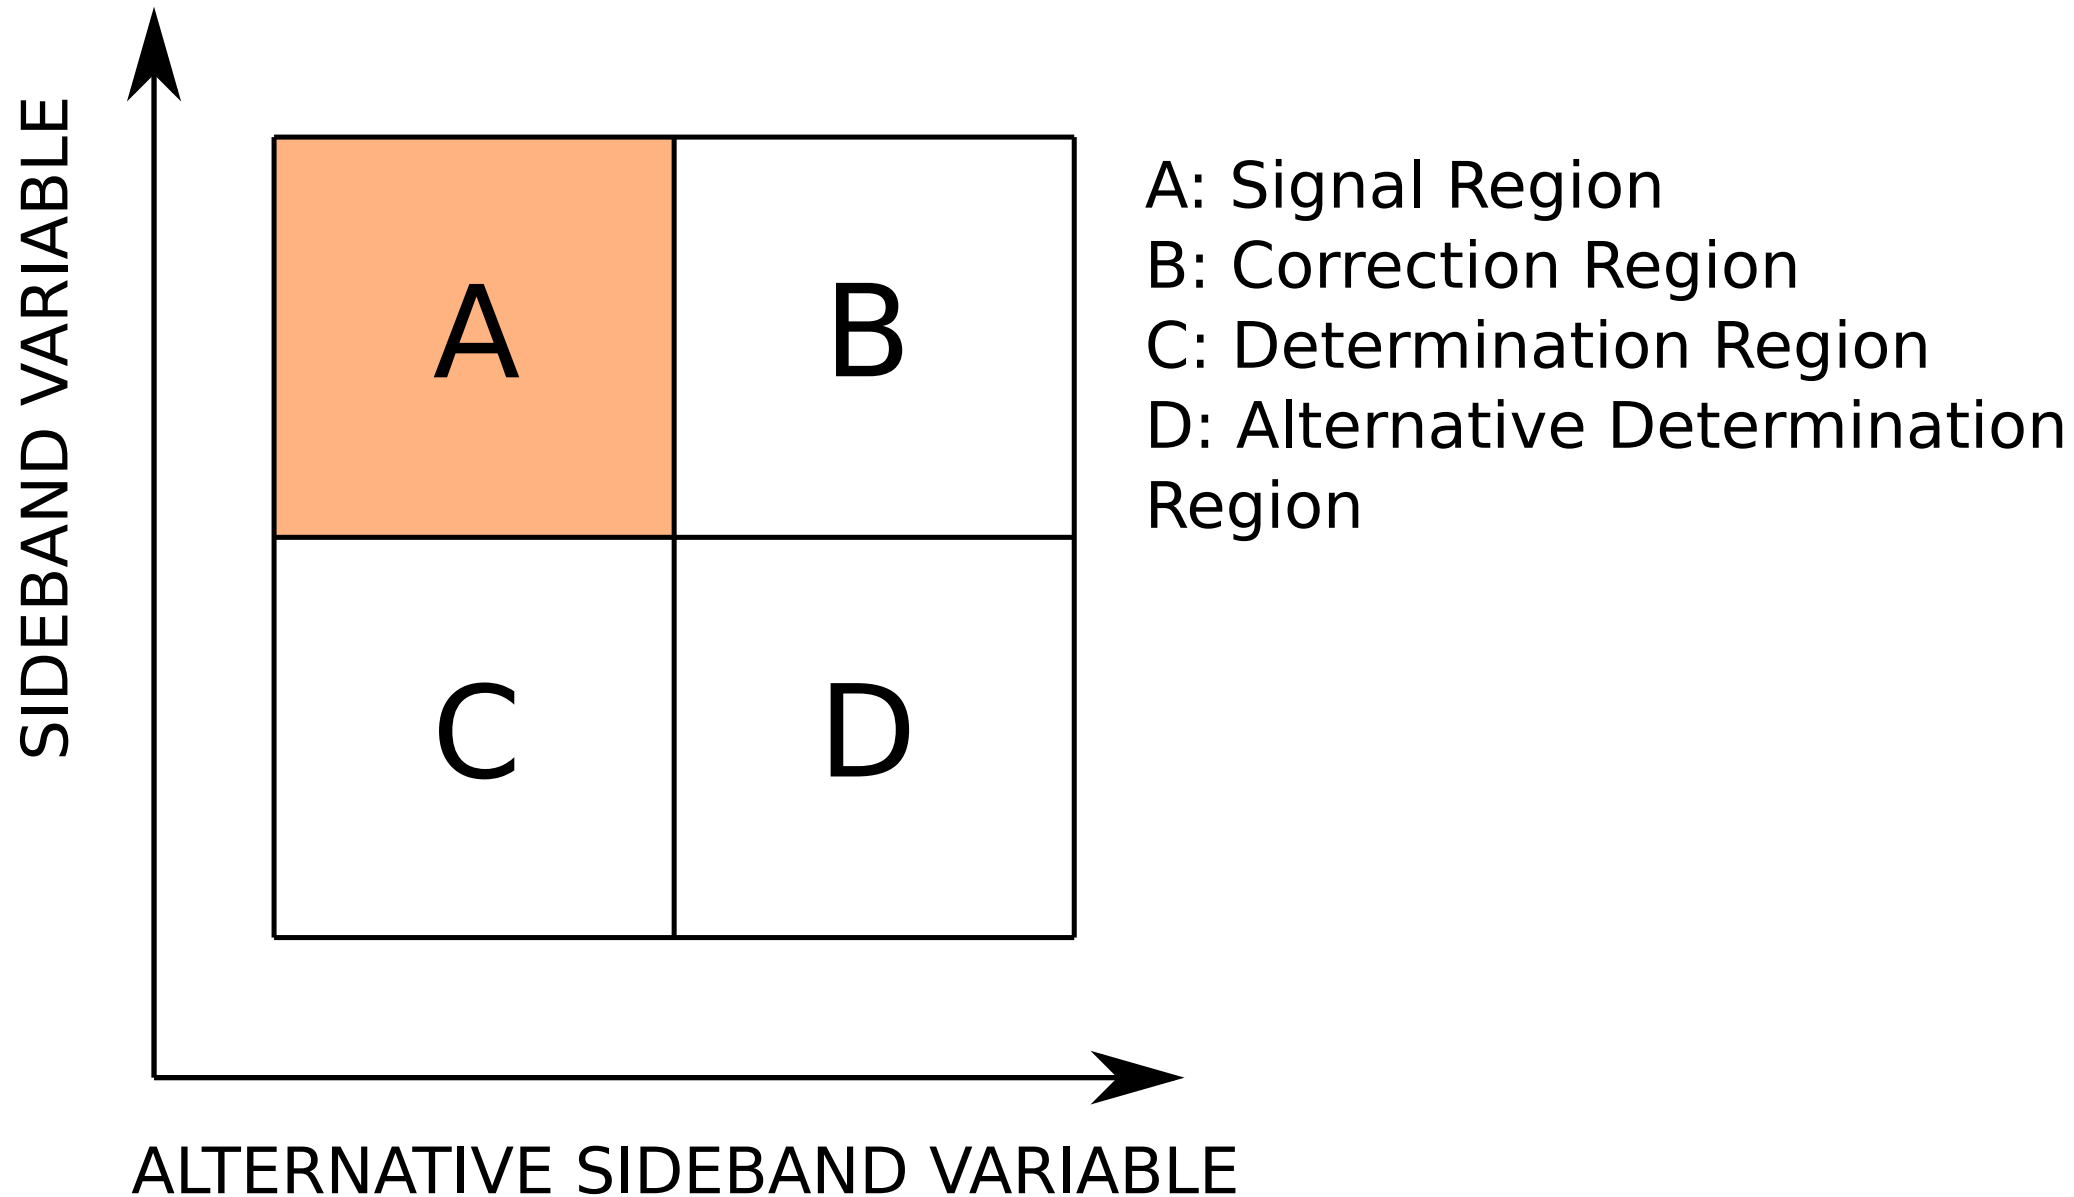 SIDEBAND VARIABLE
A
B
C
D
A: Signal Region
B: Correction Region
C: Determination Region
D: Alternative Determination
Region
ALTERNATIVE SIDEBAND VARIABLE